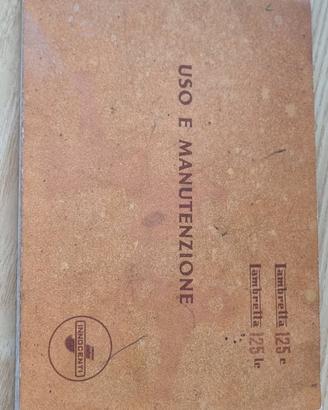 Lambretta 125 e
Lambretta 125 le
USO E MANUTENZIONE
INNOCENTI